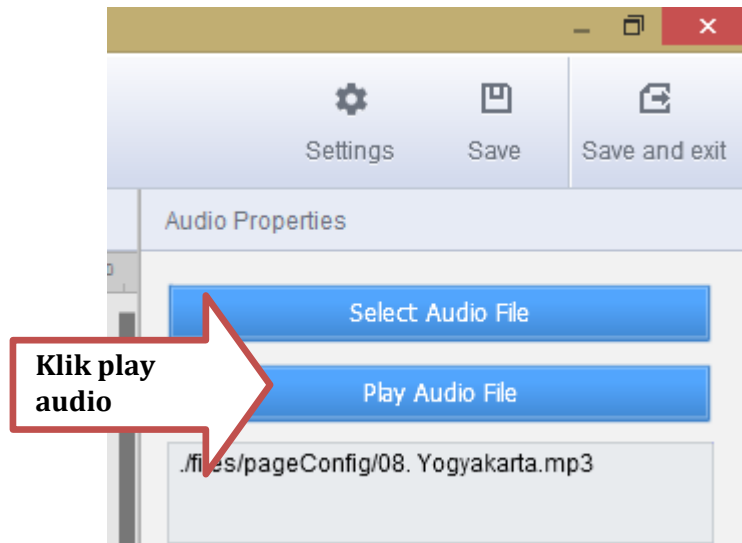 Settings
Save
Save and exit
Audio Properties
Select Audio File
Klik play
audio
Play Audio File
./files/pageConfig/08. Yogyakarta.mp3